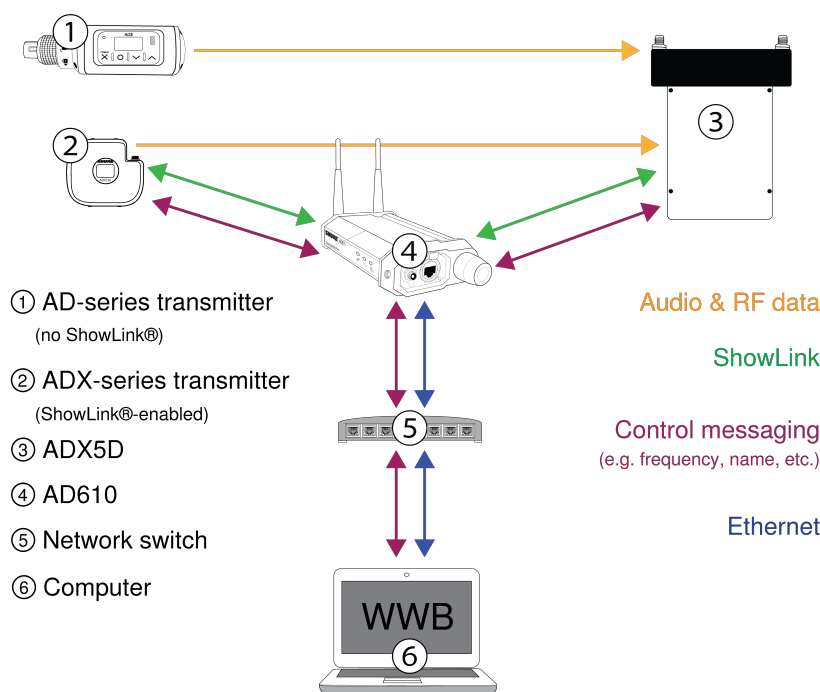 1
AD3
2
3
4
① AD-series transmitter
(no ShowLink®)
② ADX-series transmitter
(ShowLink®-enabled)
③ ADX5D
④ AD610
⑤ Network switch
⑥ Computer
Audio & RF data
ShowLink
Control messaging
(e.g. frequency, name, etc.)
Ethernet
5
WWB
6